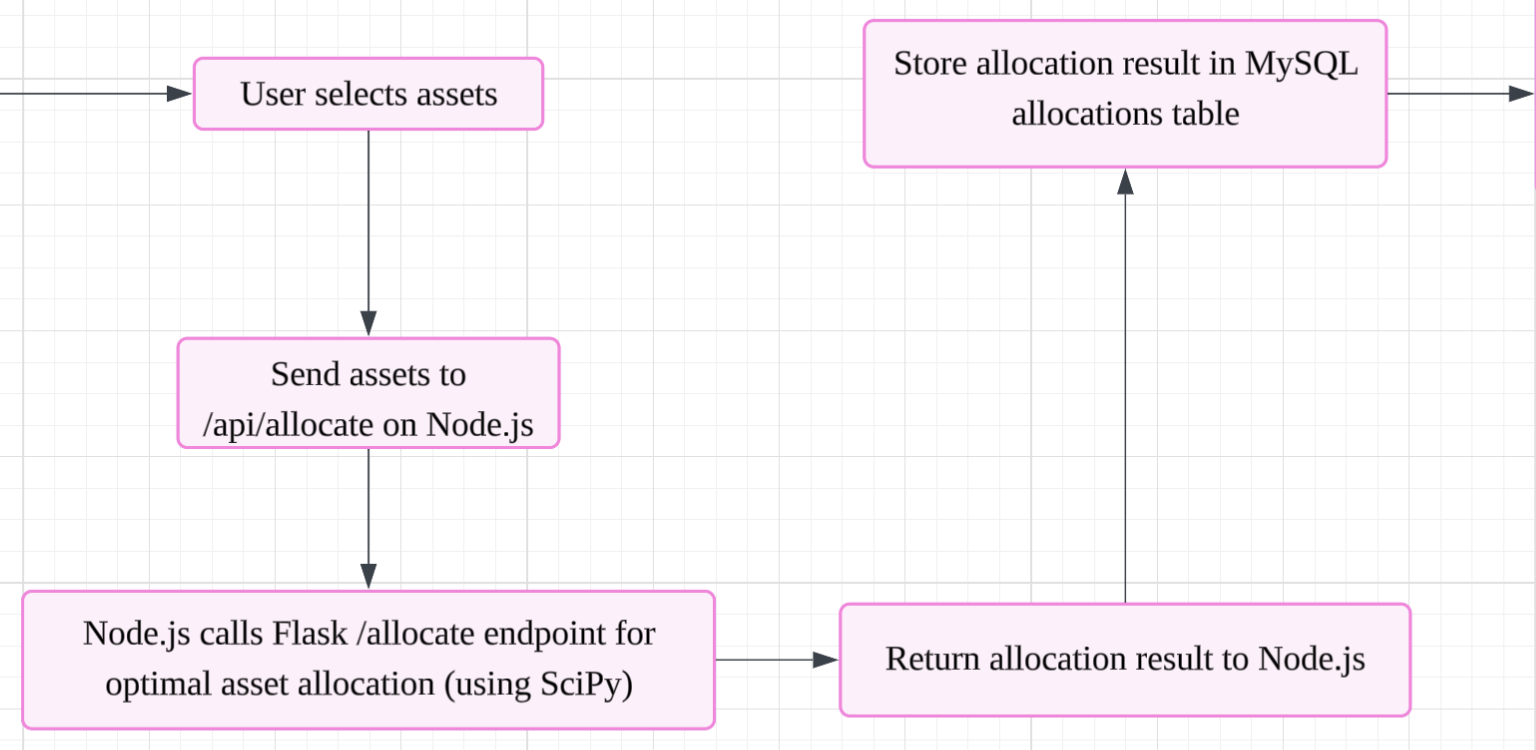 User selects assets
Send assets to
/api/allocate on Node.js
Node.js calls Flask /allocate endpoint for
optimal asset allocation (using SciPy)
Return allocation result to Node.js
Store allocation result in MySQL
allocations table